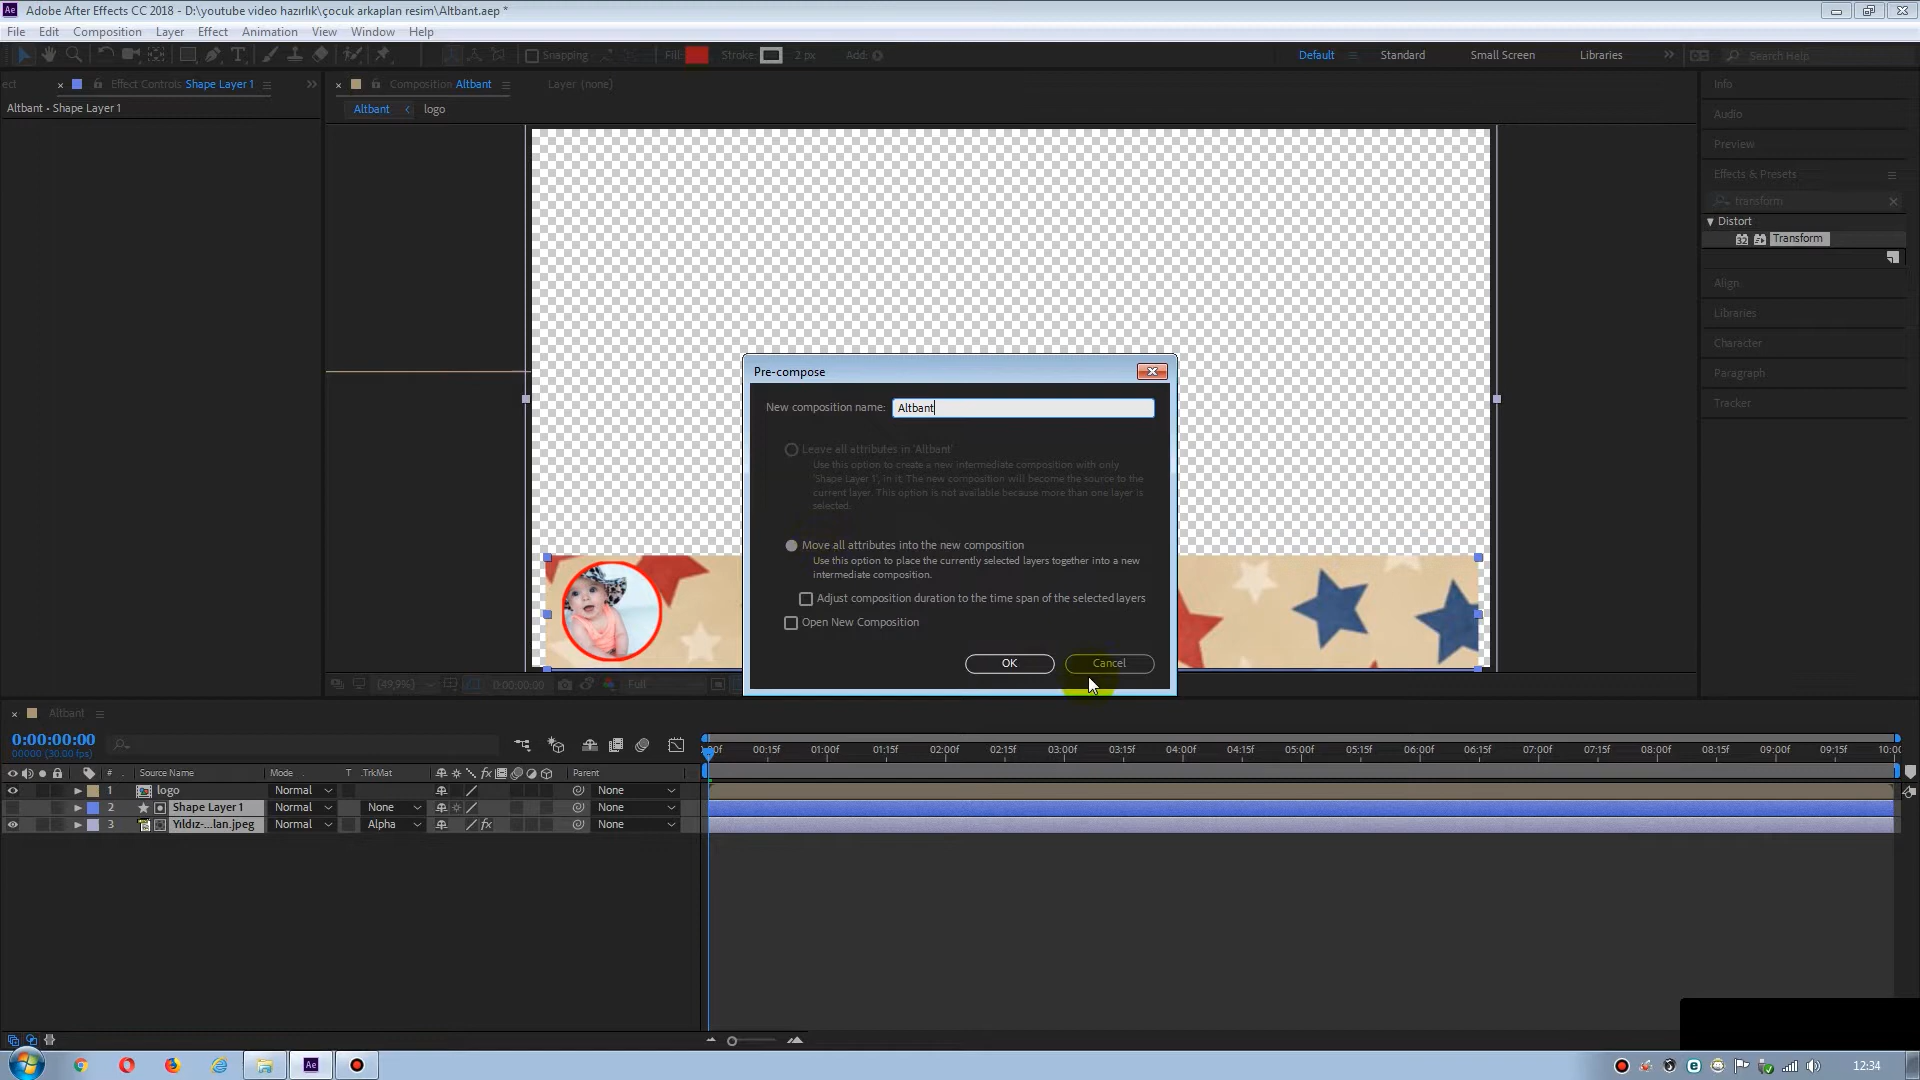 Adobe After Effects CC 2018 - D:\youtube video hazırlık\çocuk arkaplan resim\Altbant.aep *
File Edit Composition Layer Effect Animation View Window Help
Snapping Fill: Stroke: 2 px Add: Default Standard Small Screen Libraries Search Help
ect Effect Controls Shape Layer 1
Altbant • Shape Layer 1
Composition Altbant Layer (none)
Altbant logo
Info
Audio
Preview
Effects & Presets
transform
Distort
Transform
Align
Libraries
Character
Paragraph
Tracker
Pre-compose
New composition name: Altbant
Leave all attributes in 'Altbant'
Use this option to create a new intermediate composition with only
'Shape Layer 1', in it. The new composition will become the source to the
current layer. This option is not available because more than one layer is
selected.
Move all attributes into the new composition
Use this option to place the currently selected layers together into a new
intermediate composition.
Adjust composition duration to the time span of the selected layers
Open New Composition
OK Cancel
(49,9%) 0:00:00:00 Full
Altbant
0:00:00:00
00000 (30.00 fps)
:00f 00:15f 01:00f 01:15f 02:00f 02:15f 03:00f 03:15f 04:00f 04:15f 05:00f 05:15f 06:00f 06:15f 07:00f 07:15f 08:00f 08:15f 09:00f 09:15f 10:00
# Source Name Mode T .TrkMat Parent
1 logo Normal None
2 Shape Layer 1 Normal None None
3 Yıldız-...lan.jpeg Normal Alpha None
12:34